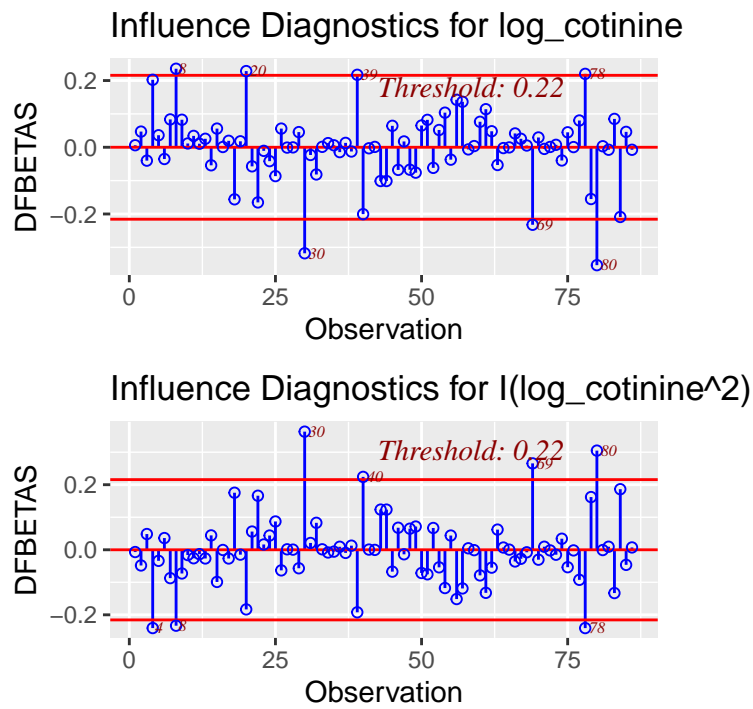 Influence Diagnostics for log_cotinine
8 20 39 78
Threshold: 0.22
0.2
0.0
−0.2
69
30 80
DFBETAS
0 25 50 75
Observation
Influence Diagnostics for I(log_cotinine^2)
30
Threshold: 0.22
80
69
40
0.2
0.0
−0.2
4 8 78
DFBETAS
0 25 50 75
Observation